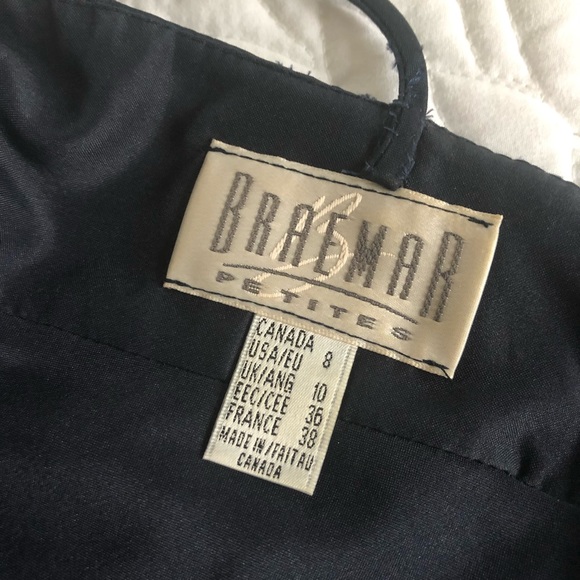 BRAEMAR
PETITES
CANADA
USA/EU 8
UK/ANG 10
EEC/CEE 36
FRANCE 38
MADE IN/FAIT AU
CANADA